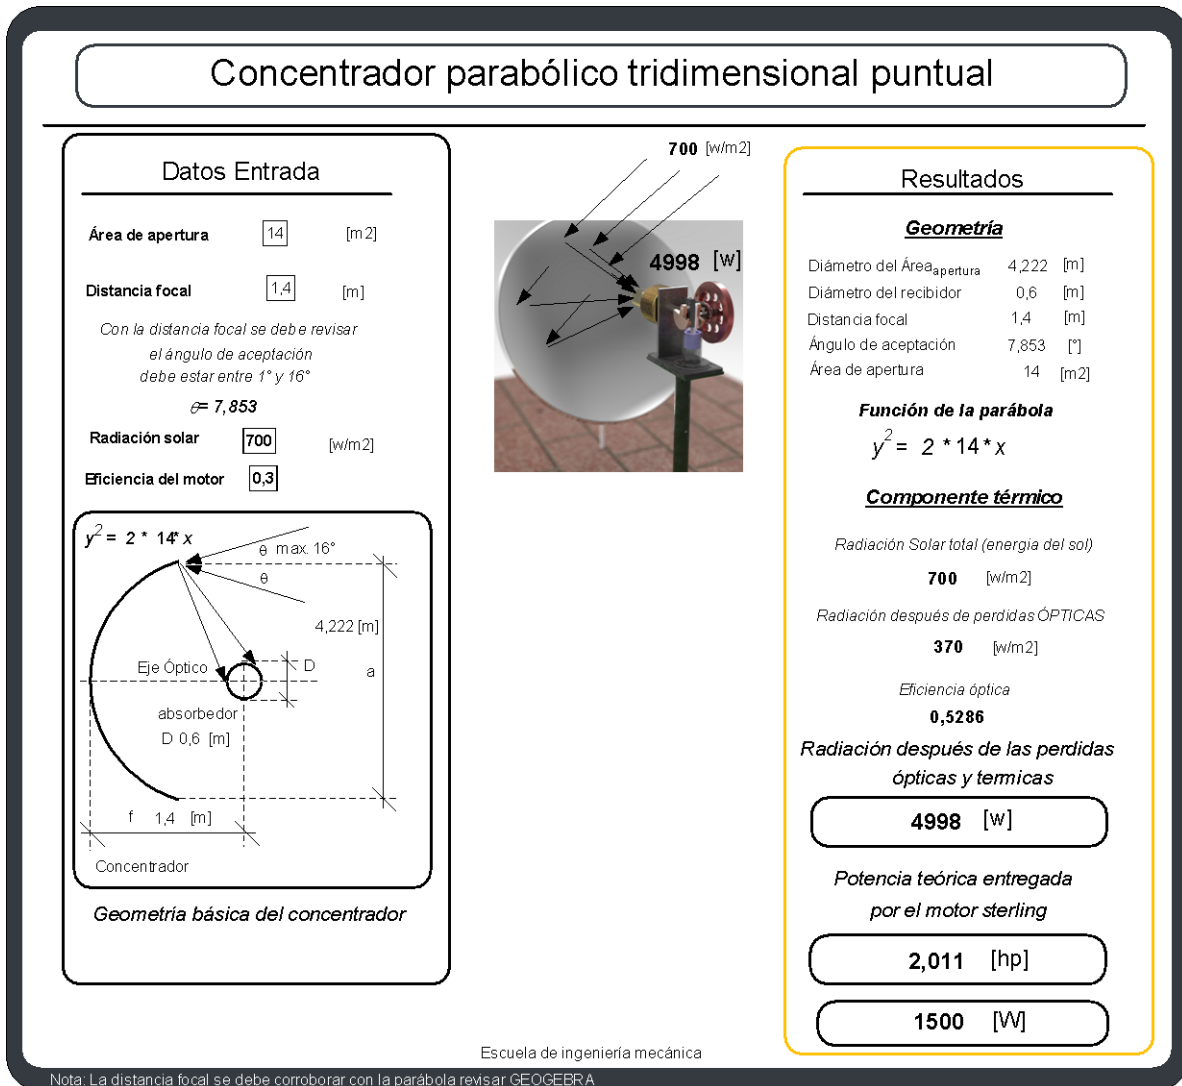 Concentrador parabólico tridimensional puntual
Datos Entrada
Área de apertura 14 [m2]
Distancia focal 1,4 [m]
Con la distancia focal se debe revisar
el ángulo de aceptación
debe estar entre 1° y 16°
θ= 7,853
Radiación solar 700 [w/m2]
Eficiencia del motor 0,3
y² = 2 * 14* x
θ max. 16°
θ
4,222 [m]
Eje Óptico
D
a
absorbedor
D 0,6 [m]
f 1,4 [m]
Concentrador
Geometría básica del concentrador
700 [w/m2]
4998 [w]
Resultados
Geometría
Diámetro del Área apertura 4,222 [m]
Diámetro del recibidor 0,6 [m]
Distancia focal 1,4 [m]
Ángulo de aceptación 7,853 [°]
Área de apertura 14 [m2]
Función de la parábola
y² = 2 * 14 * x
Componente térmico
Radiación Solar total (energia del sol)
700 [w/m2]
Radiación después de perdidas ÓPTICAS
370 [w/m2]
Eficiencia óptica
0,5286
Radiación después de las perdidas
ópticas y termicas
4998 [w]
Potencia teórica entregada
por el motor sterling
2,011 [hp]
1500 [W]
Escuela de ingeniería mecánica
Nota: La distancia focal se debe corroborar con la parábola revisar GEOGEBRA